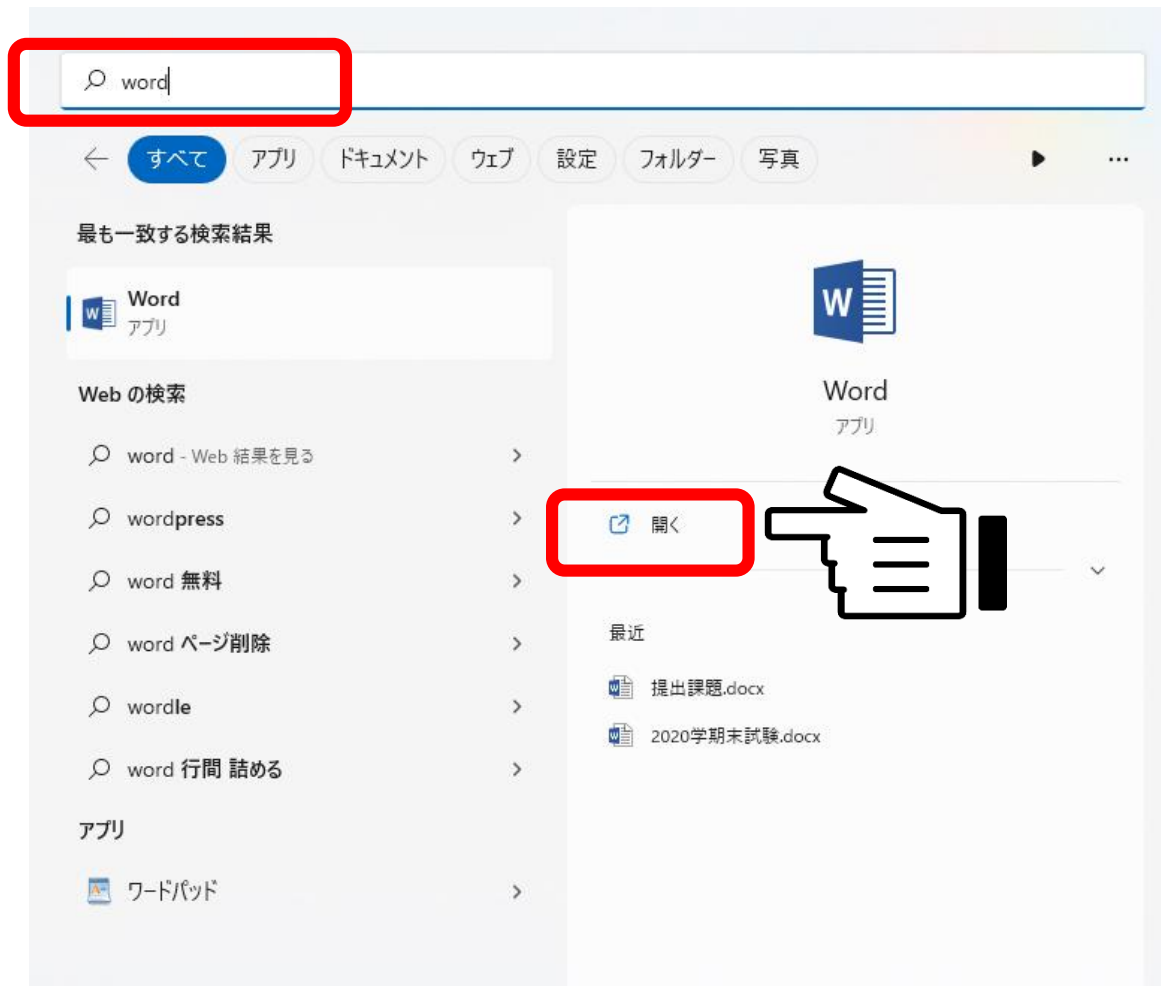 word
すべて アプリ ドキュメント ウェブ 設定 フォルダー 写真 ...
最も一致する検索結果
Word
アプリ
Web の検索
word - Web 結果を見る
wordpress
word 無料
word ページ削除
wordle
word 行間 詰める
アプリ
ワードパッド
Word
アプリ
開く
最近
提出課題.docx
2020学期末試験.docx